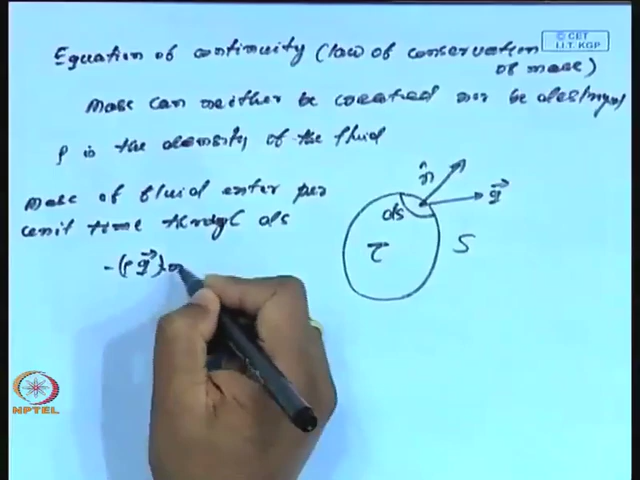 Equation of continuity (law of conservation
of mass)
© CET
I.I.T. KGP
Mass can neither be created nor be destroyed
ρ is the density of the fluid
Mass of fluid enter per
unit time through ds
-(ρ q⃗)
n̂
q⃗
ds
τ
S
NPTEL